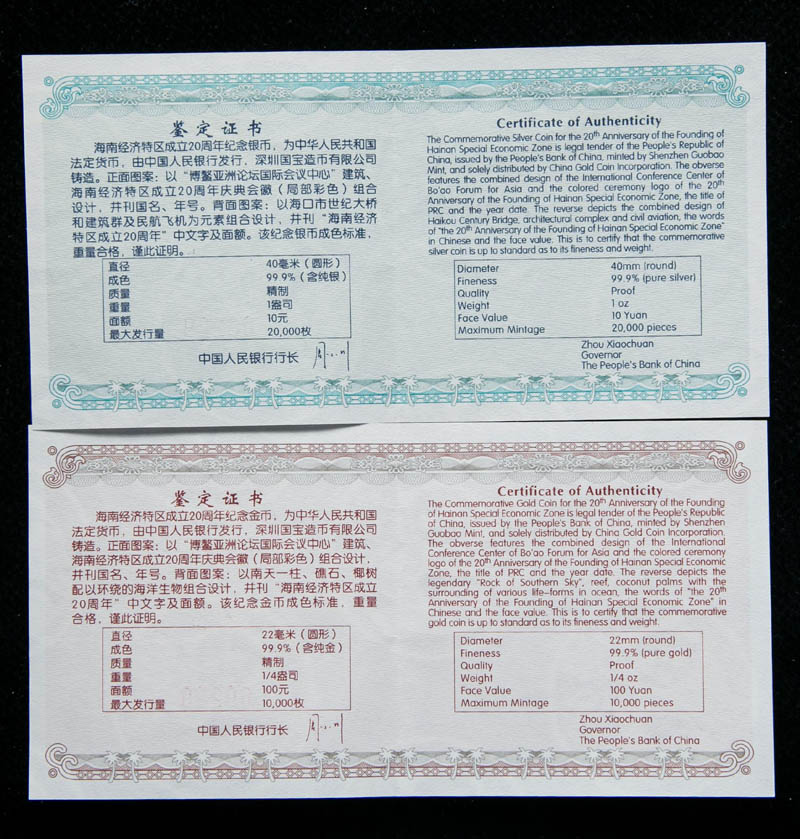 鉴定证书
海南经济特区成立20周年纪念银币，为中华人民共和国
法定货币，由中国人民银行发行，深圳国宝造币有限公司
铸造。正面图案：以“博鳌亚洲论坛国际会议中心”建筑、
海南经济特区成立20周年庆典会徽（局部彩色）组合
设计，并刊国名、年号。背面图案：以海口市世纪大桥
和建筑群及民航飞机为元素组合设计，并刊“海南经济
特区成立20周年”中文字及面额。该纪念银币成色标准，
重量合格，谨此证明。
直径 40毫米（圆形）
成色 99.9%（含纯银）
质量 精制
重量 1盎司
面额 10元
最大发行量 20,000枚
中国人民银行行长
Certificate of Authenticity
The Commemorative Silver Coin for the 20th Anniversary of the Founding of
Hainan Special Economic Zone is legal tender of the People's Republic of
China, issued by the People's Bank of China, minted by Shenzhen Guobao
Mint, and solely distributed by China Gold Coin Incorporation. The obverse
features the combined design of the International Conference Center of
Bo'ao Forum for Asia and the colored ceremony logo of the 20th
Anniversary of the Founding of Hainan Special Economic Zone, the title of
PRC and the year date. The reverse depicts the combined design of
Haikou Century Bridge, architectural complex and civil aviation, the words
of "the 20th Anniversary of the Founding of Hainan Special Economic Zone"
in Chinese and the face value. This is to certify that the commemorative
silver coin is up to standard as to its fineness and weight.
Diameter 40mm (round)
Fineness 99.9% (pure silver)
Quality Proof
Weight 1 oz
Face Value 10 Yuan
Maximum Mintage 20,000 pieces
Zhou Xiaochuan
Governor
The People's Bank of China
鉴定证书
海南经济特区成立20周年纪念金币，为中华人民共和国
法定货币，由中国人民银行发行，深圳国宝造币有限公司
铸造。正面图案：以“博鳌亚洲论坛国际会议中心”建筑、
海南经济特区成立20周年庆典会徽（局部彩色）组合设计，
并刊国名、年号。背面图案：以南天一柱、礁石、椰树
配以环绕的海洋生物组合设计，并刊“海南经济特区成立
20周年”中文字及面额。该纪念金币成色标准，重量
合格，谨此证明。
直径 22毫米（圆形）
成色 99.9%（含纯金）
质量 精制
重量 1/4盎司
面额 100元
最大发行量 10,000枚
中国人民银行行长
Certificate of Authenticity
The Commemorative Gold Coin for the 20th Anniversary of the Founding
of Hainan Special Economic Zone is legal tender of the People's Republic
of China, issued by the People's Bank of China, minted by Shenzhen
Guobao Mint, and solely distributed by China Gold Coin Incorporation.
The obverse features the combined design of the International
Conference Center of Bo'ao Forum for Asia and the colored ceremony
logo of the 20th Anniversary of the Founding of Hainan Special Economic
Zone, the title of PRC and the year date. The reverse depicts the
legendary "Rock of Southern Sky", reef, coconut palms with the
surrounding of various life-forms in ocean, the words of "the 20th
Anniversary of the Founding of Hainan Special Economic Zone" in
Chinese and the face value. This is to certify that the commemorative
gold coin is up to standard as to its fineness and weight.
Diameter 22mm (round)
Fineness 99.9% (pure gold)
Quality Proof
Weight 1/4 oz
Face Value 100 Yuan
Maximum Mintage 10,000 pieces
Zhou Xiaochuan
Governor
The People's Bank of China